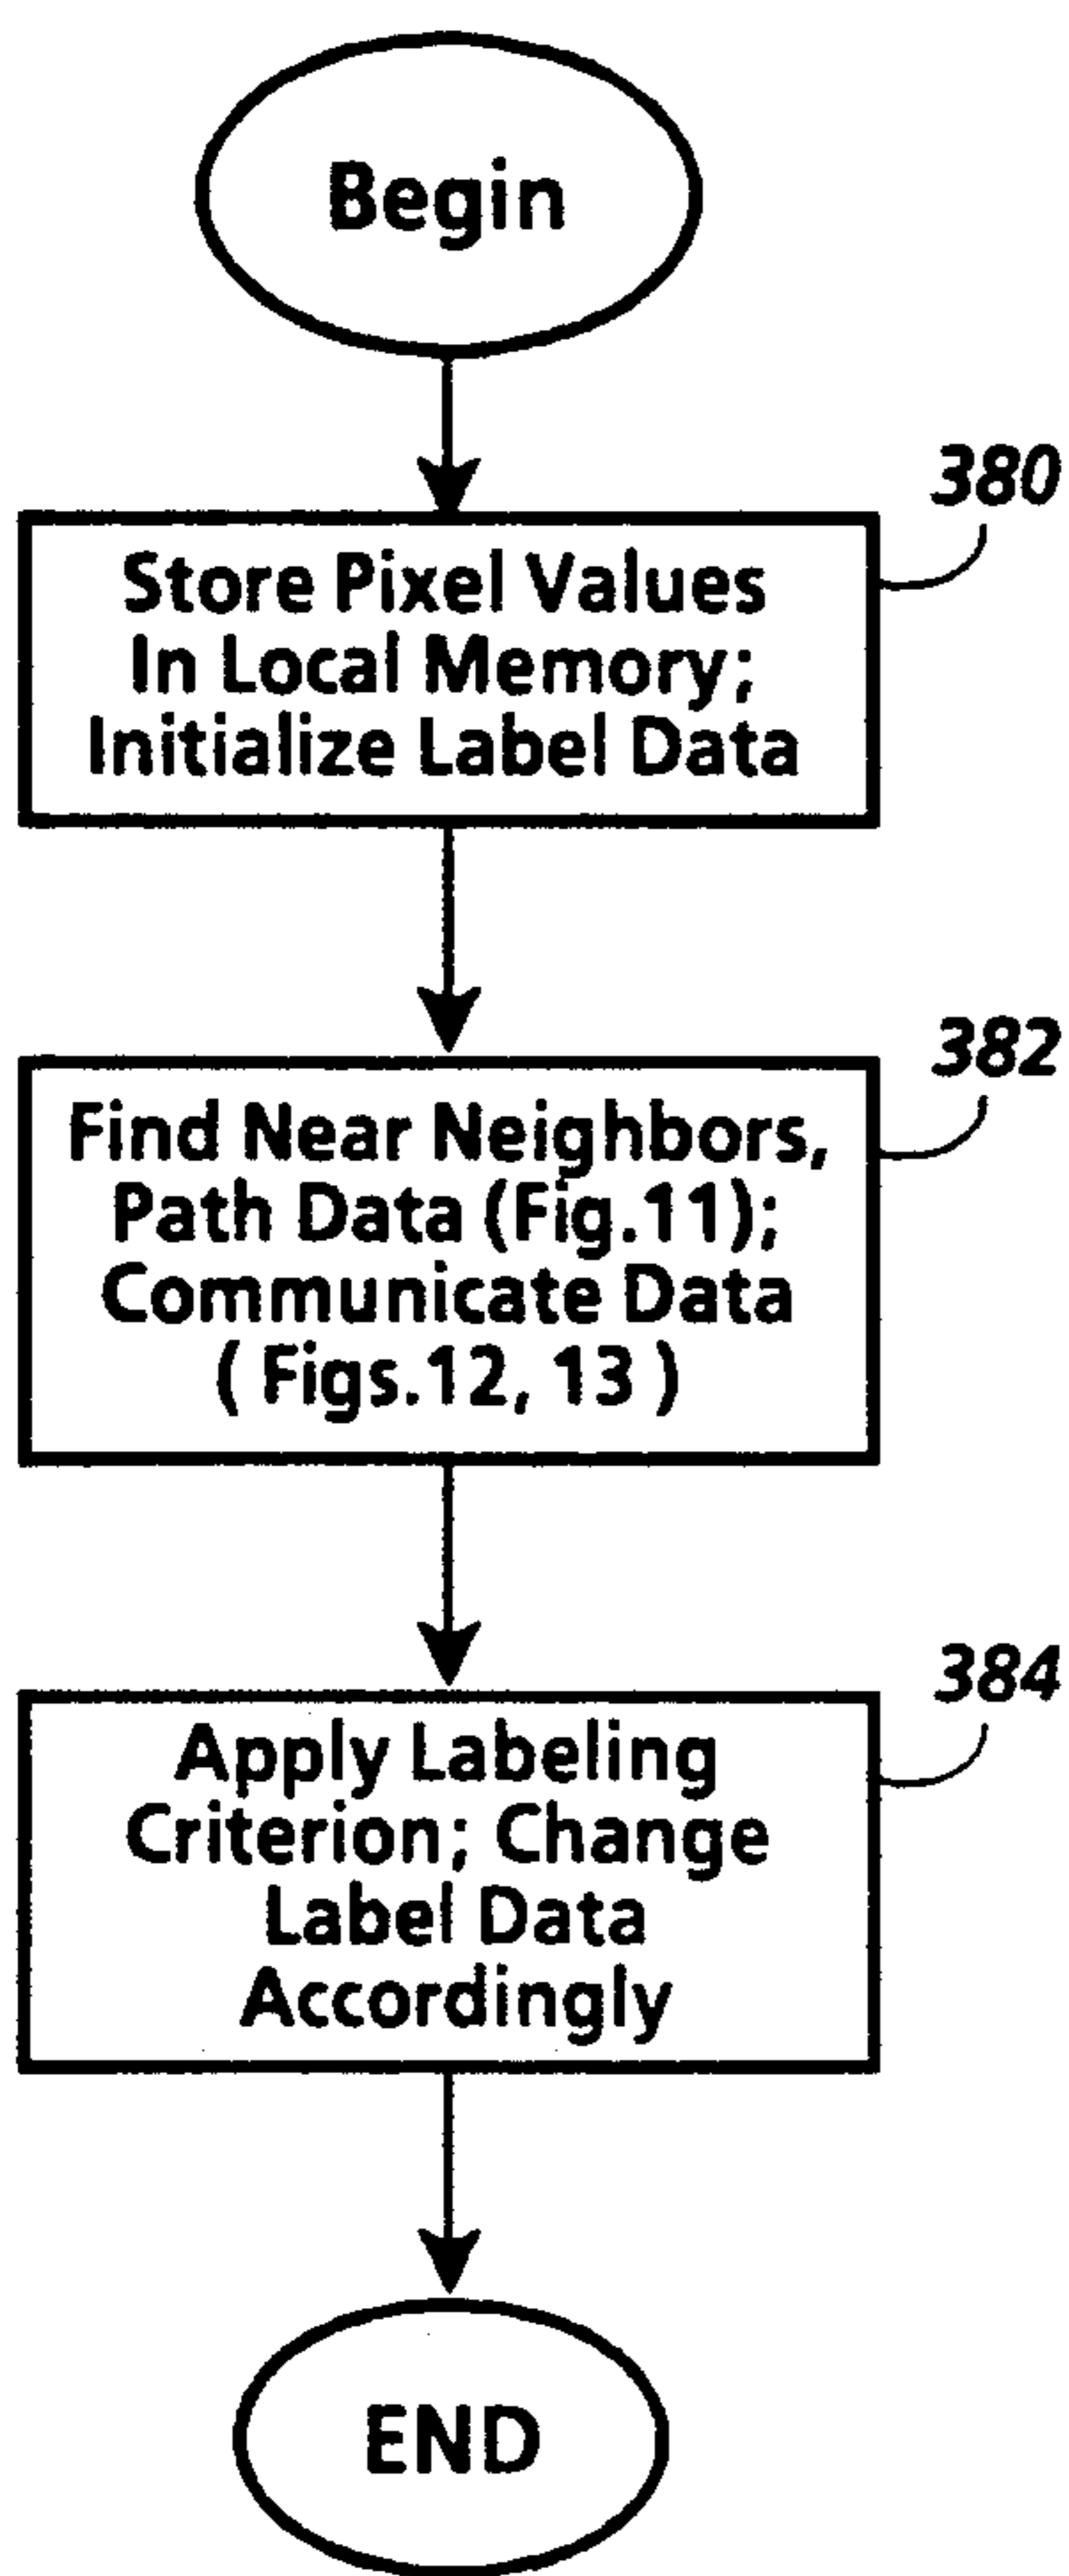 Begin
380
Store Pixel Values
In Local Memory;
Initialize Label Data
382
Find Near Neighbors,
Path Data (Fig.11);
Communicate Data
( Figs.12, 13 )
384
Apply Labeling
Criterion; Change
Label Data
Accordingly
END